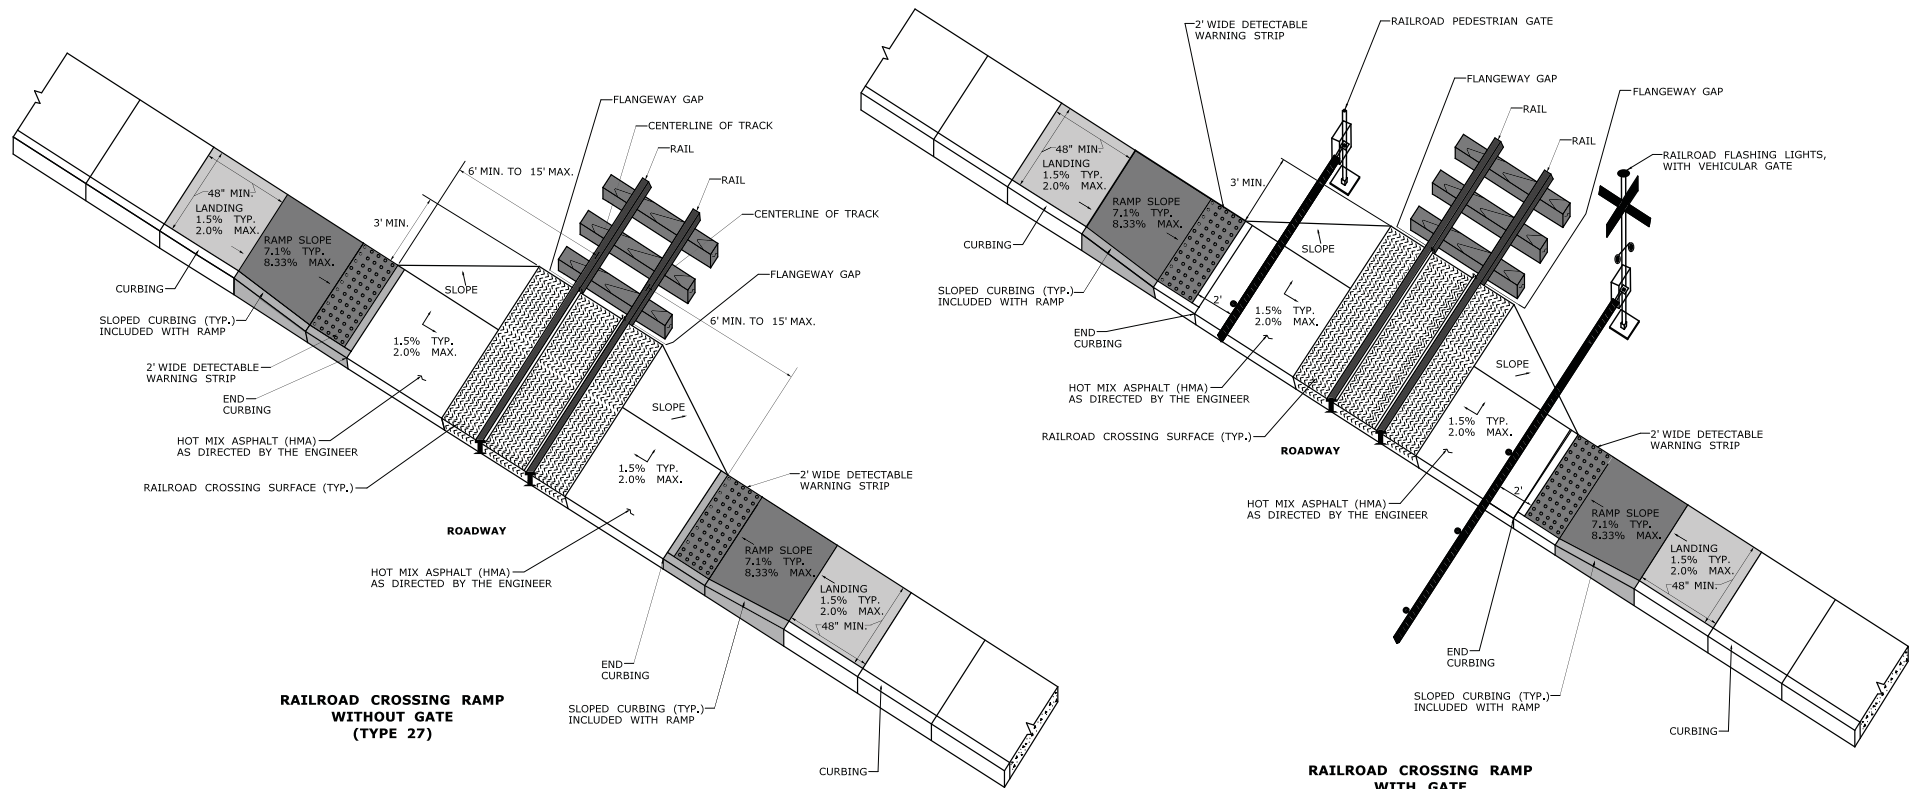 FLANGEWAY GAP
CENTERLINE OF TRACK
RAIL
6' MIN. TO 15' MAX.
RAIL
CENTERLINE OF TRACK
3' MIN.
48" MIN.
LANDING
1.5% TYP.
2.0% MAX.
RAMP SLOPE
7.1% TYP.
8.33% MAX.
SLOPE
FLANGEWAY GAP
CURBING
SLOPED CURBING (TYP.)
INCLUDED WITH RAMP
6' MIN. TO 15' MAX.
1.5% TYP.
2.0% MAX.
2' WIDE DETECTABLE
WARNING STRIP
END
CURBING
SLOPE
HOT MIX ASPHALT (HMA)
AS DIRECTED BY THE ENGINEER
RAILROAD CROSSING SURFACE (TYP.)
1.5% TYP.
2.0% MAX.
2' WIDE DETECTABLE
WARNING STRIP
ROADWAY
RAMP SLOPE
7.1% TYP.
8.33% MAX.
HOT MIX ASPHALT (HMA)
AS DIRECTED BY THE ENGINEER
LANDING
1.5% TYP.
2.0% MAX.
48" MIN.
END
CURBING
SLOPED CURBING (TYP.)
INCLUDED WITH RAMP
CURBING
RAILROAD CROSSING RAMP
WITHOUT GATE
(TYPE 27)
2' WIDE DETECTABLE
WARNING STRIP
RAILROAD PEDESTRIAN GATE
FLANGEWAY GAP
FLANGEWAY GAP
RAIL
RAIL
RAILROAD FLASHING LIGHTS,
WITH VEHICULAR GATE
48" MIN.
LANDING
1.5% TYP.
2.0% MAX.
3' MIN.
RAMP SLOPE
7.1% TYP.
8.33% MAX.
CURBING
SLOPE
SLOPED CURBING (TYP.)
INCLUDED WITH RAMP
2'
1.5% TYP.
2.0% MAX.
END
CURBING
SLOPE
HOT MIX ASPHALT (HMA)
AS DIRECTED BY THE ENGINEER
1.5% TYP.
2.0% MAX.
RAILROAD CROSSING SURFACE (TYP.)
ROADWAY
2' WIDE DETECTABLE
WARNING STRIP
2'
HOT MIX ASPHALT (HMA)
AS DIRECTED BY THE ENGINEER
RAMP SLOPE
7.1% TYP.
8.33% MAX.
LANDING
1.5% TYP.
2.0% MAX.
48" MIN.
END
CURBING
SLOPED CURBING (TYP.)
INCLUDED WITH RAMP
CURBING
RAILROAD CROSSING RAMP
WITH GATE